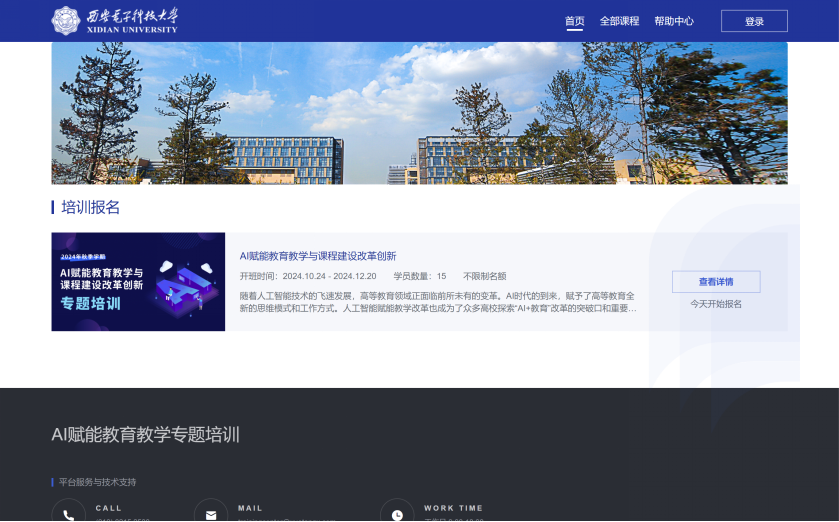 西安电子科技大学
XIDIAN UNIVERSITY
首页 全部课程 帮助中心 登录
培训报名
2024年秋季学期
AI赋能教育教学与
课程建设改革创新
专题培训
AI赋能教育教学与课程建设改革创新
开班时间：2024.10.24 - 2024.12.20 学员数量：15 不限制名额
随着人工智能技术的飞速发展，高等教育领域正面临前所未有的变革。AI时代的到来，赋予了高等教育全
新的思维模式和工作方式。人工智能赋能教学改革也成为了众多高校探索“AI+教育”改革的突破口和重要…
查看详情
今天开始报名
AI赋能教育教学专题培训
平台服务与技术支持
CALL
MAIL
WORK TIME